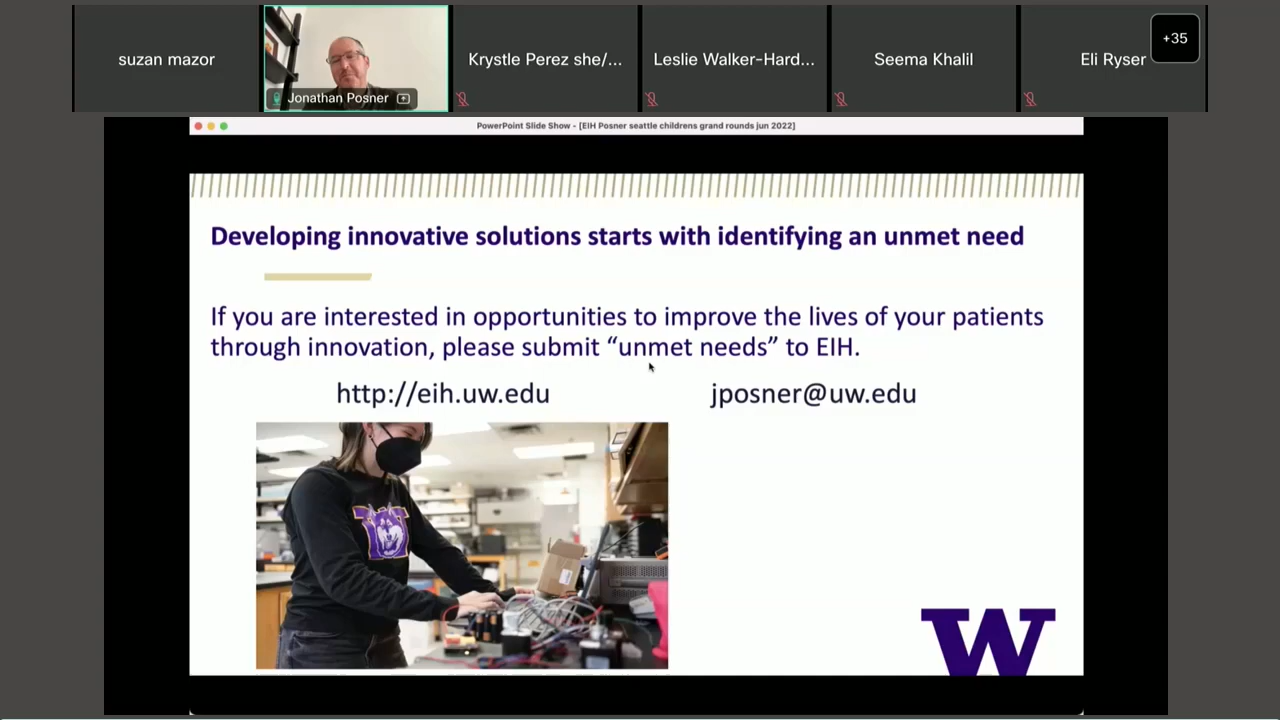 suzan mazor
Jonathan Posner
Krystle Perez she/...
Leslie Walker-Hard...
Seema Khalil
Eli Ryser
+35
PowerPoint Slide Show - [EIH Posner seattle childrens grand rounds jun 2022]
Developing innovative solutions starts with identifying an unmet need
If you are interested in opportunities to improve the lives of your patients
through innovation, please submit “unmet needs” to EIH.
http://eih.uw.edu
jposner@uw.edu
W
W